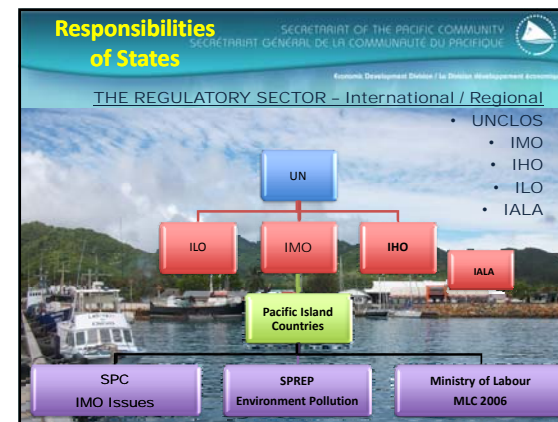 Responsibilities
of States
SECRETARIAT OF THE PACIFIC COMMUNITY
SECRÉTARIAT GÉNÉRAL DE LA COMMUNAUTÉ DU PACIFIQUE
Economic Development Division / La Division développement économique
THE REGULATORY SECTOR – International / Regional
• UNCLOS
• IMO
• IHO
• ILO
• IALA
UN
ILO
IMO
IHO
IALA
Pacific Island
Countries
SPC
IMO Issues
SPREP
Environment Pollution
Ministry of Labour
MLC 2006